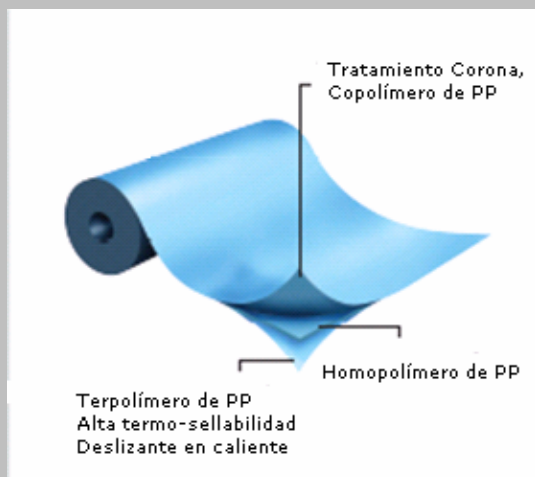 Tratamiento Corona,
Copolímero de PP
Homopolímero de PP
Terpolímero de PP
Alta termo-sellabilidad
Deslizante en caliente